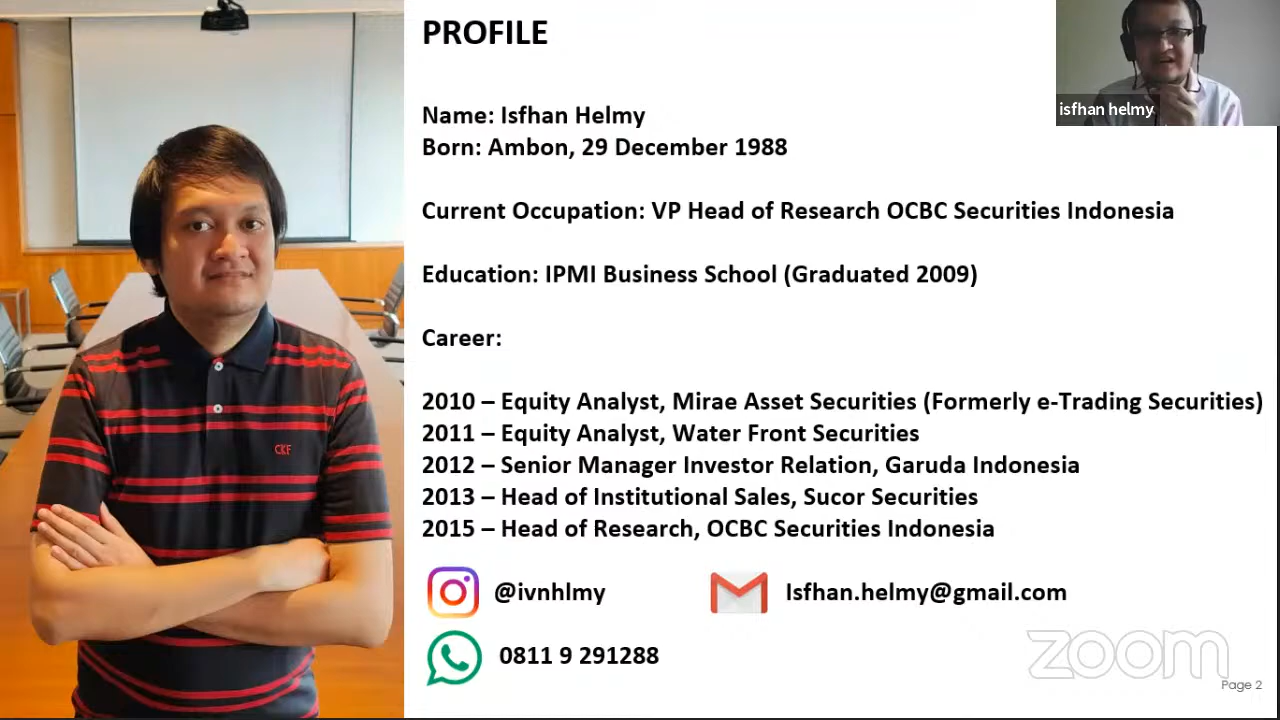 PROFILE
isfhan helmy
Name: Isfhan Helmy
Born: Ambon, 29 December 1988
Current Occupation: VP Head of Research OCBC Securities Indonesia
Education: IPMI Business School (Graduated 2009)
Career:
2010 – Equity Analyst, Mirae Asset Securities (Formerly e-Trading Securities)
2011 – Equity Analyst, Water Front Securities
2012 – Senior Manager Investor Relation, Garuda Indonesia
2013 – Head of Institutional Sales, Sucor Securities
2015 – Head of Research, OCBC Securities Indonesia
CKF
@ivnhlmy
Isfhan.helmy@gmail.com
0811 9 291288
zoom
Page 2